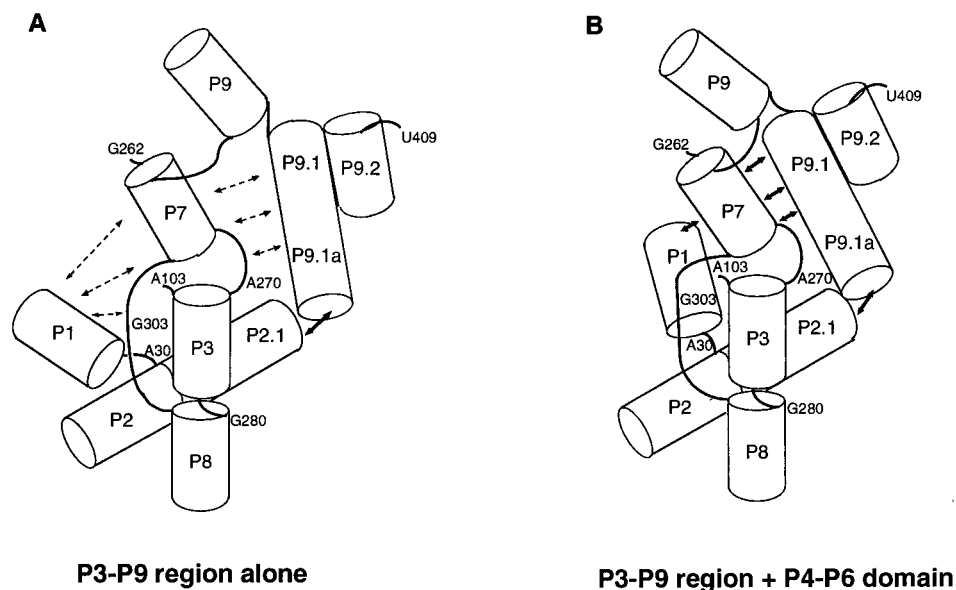 A
P9
U409
G262
P9.1
P9.2
P7
P9.1a
A103
A270
P1
G303
P3
P2.1
A30
P2
G280
P8
P3-P9 region alone
B
P9
U409
G262
P9.1
P9.2
P7
P1
P9.1a
A103
A270
G303
P3
P2.1
A30
P2
G280
P8
P3-P9 region + P4-P6 domain